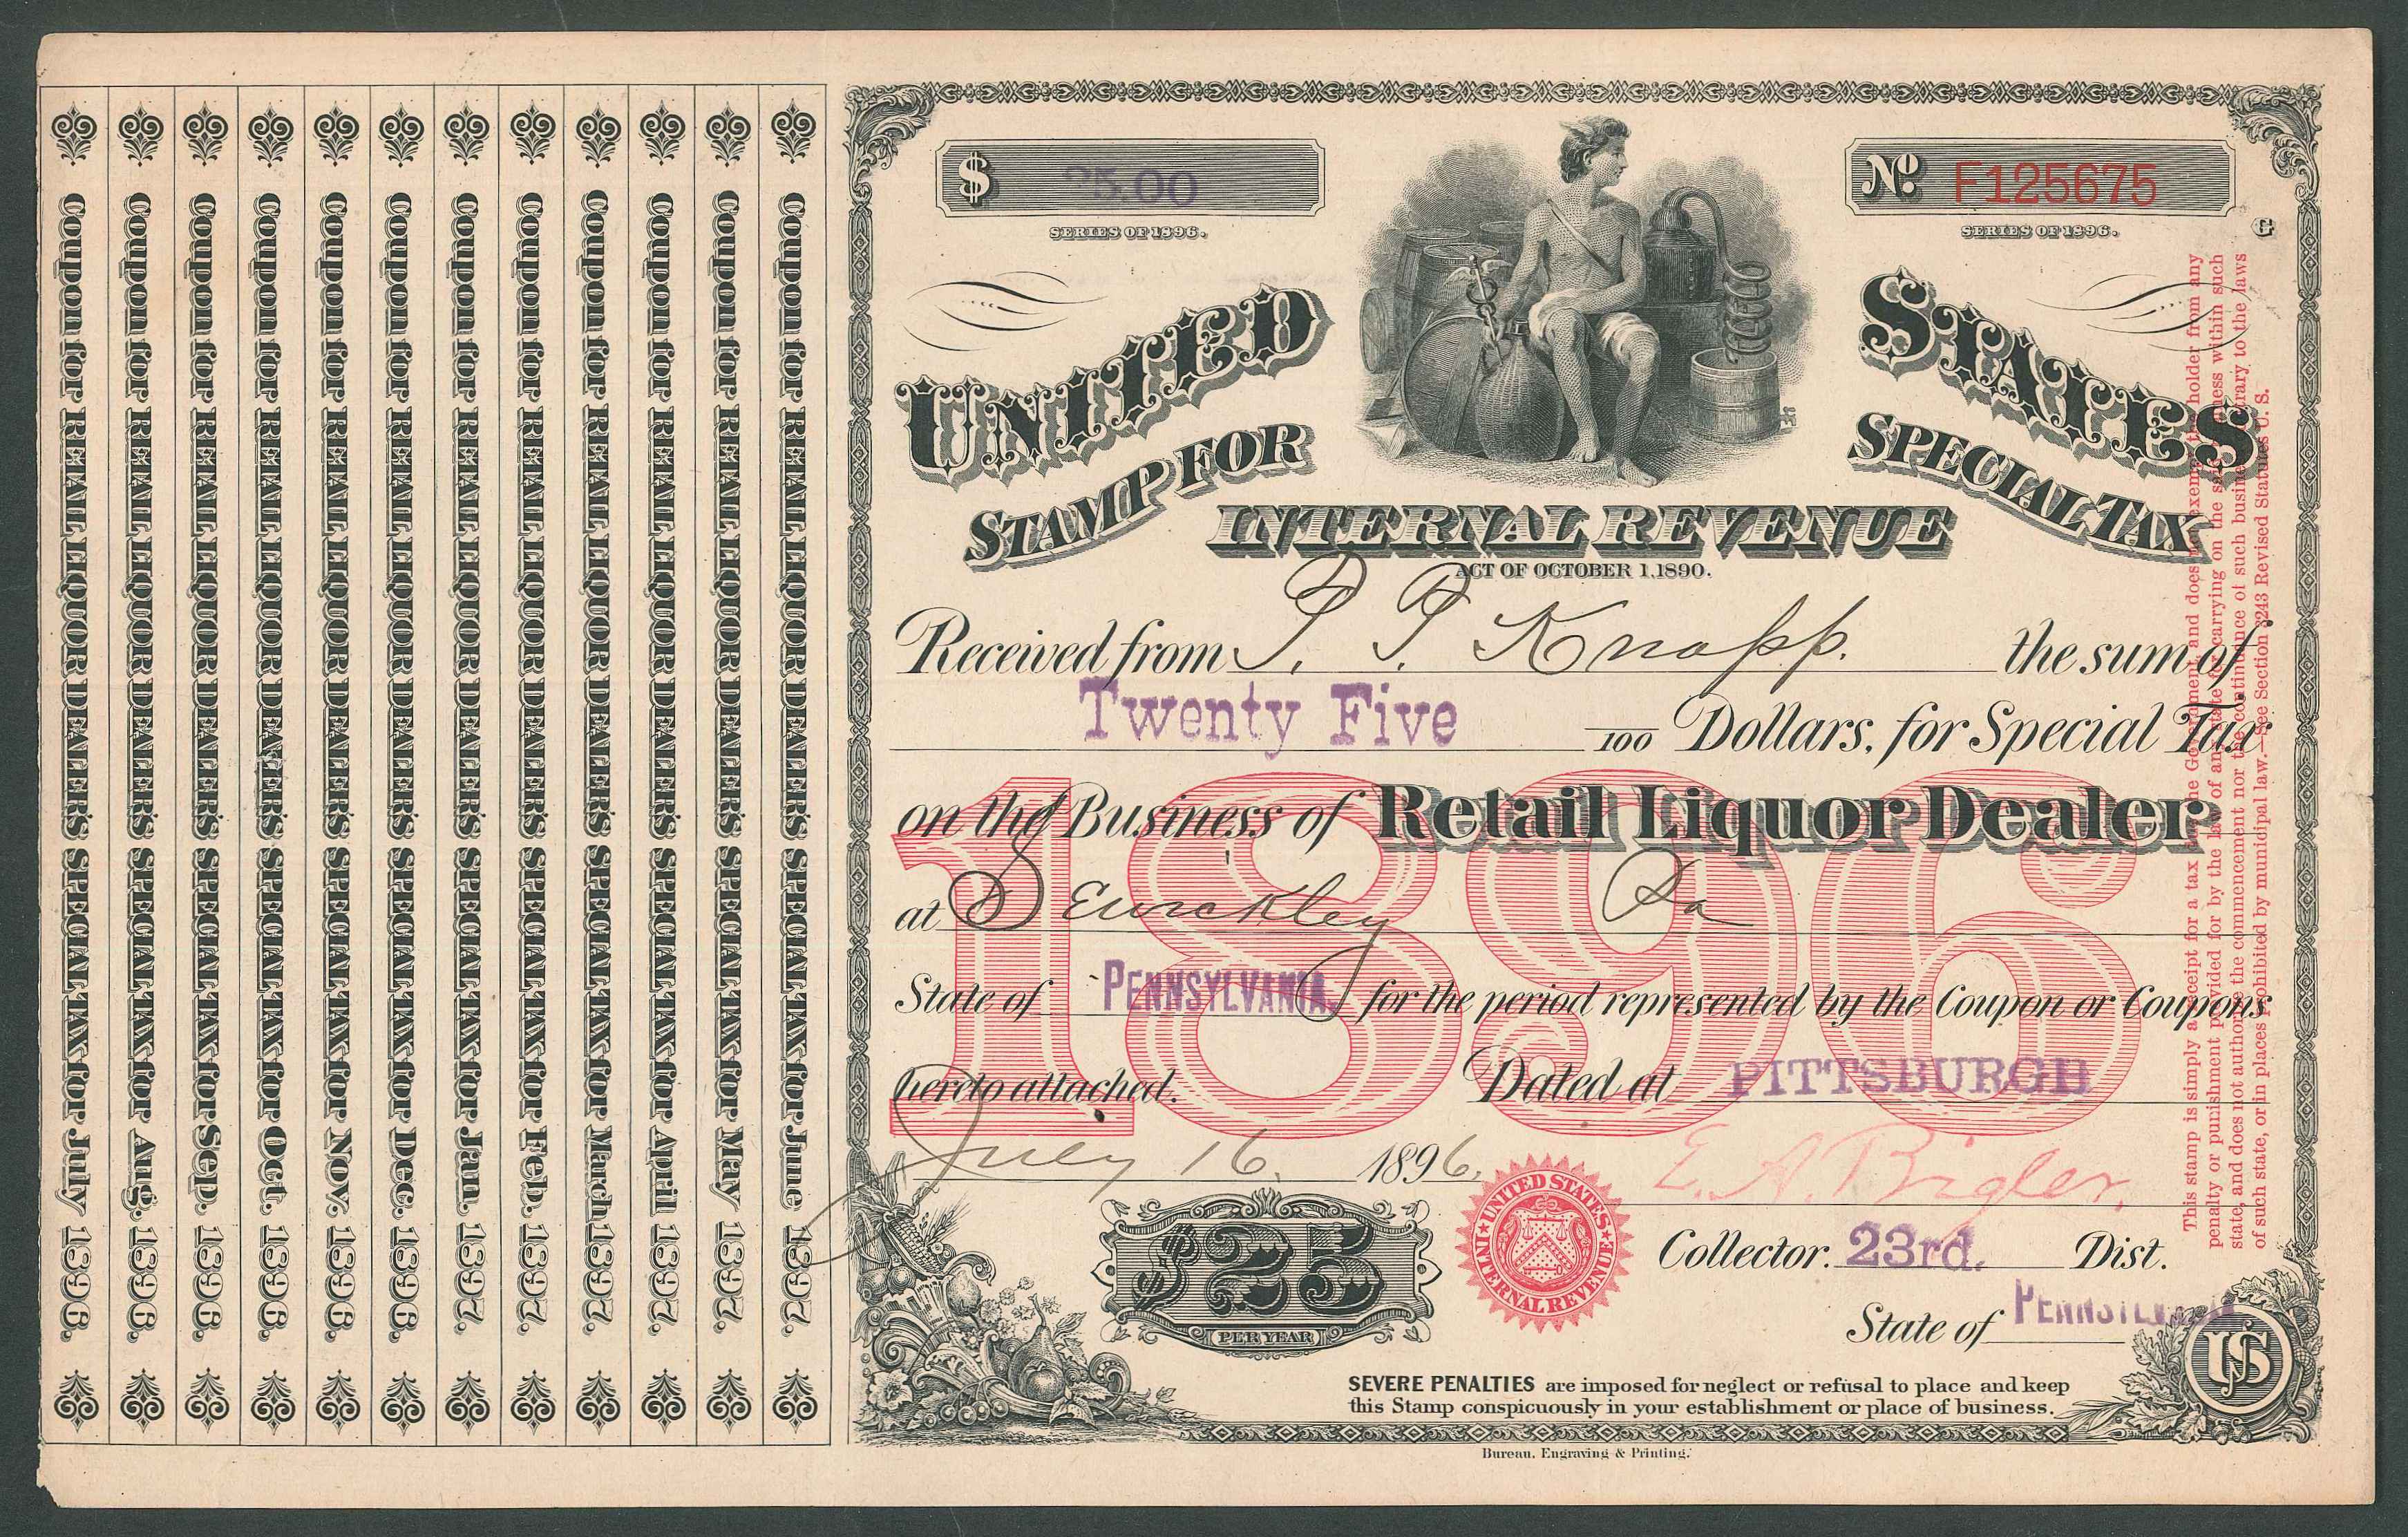 Coupon for RETAIL LIQUOR DEALER'S SPECIAL TAX for July 1896.
Coupon for RETAIL LIQUOR DEALER'S SPECIAL TAX for Aug. 1896.
Coupon for RETAIL LIQUOR DEALER'S SPECIAL TAX for Sep. 1896.
Coupon for RETAIL LIQUOR DEALER'S SPECIAL TAX for Oct. 1896.
Coupon for RETAIL LIQUOR DEALER'S SPECIAL TAX for Nov. 1896.
Coupon for RETAIL LIQUOR DEALER'S SPECIAL TAX for Dec. 1896.
Coupon for RETAIL LIQUOR DEALER'S SPECIAL TAX for Jan. 1897.
Coupon for RETAIL LIQUOR DEALER'S SPECIAL TAX for Feb. 1897.
Coupon for RETAIL LIQUOR DEALER'S SPECIAL TAX for March 1897.
Coupon for RETAIL LIQUOR DEALER'S SPECIAL TAX for April 1897.
Coupon for RETAIL LIQUOR DEALER'S SPECIAL TAX for May 1897.
Coupon for RETAIL LIQUOR DEALER'S SPECIAL TAX for June 1897.
$ 25.00
SERIES OF 1896.
No. F125675
SERIES OF 1896.
G
UNITED STATES
STAMP FOR SPECIAL TAX
INTERNAL REVENUE
ACT OF OCTOBER 1, 1890.
Received from P. P. Knapp. the sum of
Twenty Five /100 Dollars, for Special Tax
on the Business of Retail Liquor Dealer
1896
at Sewickley Pa
State of PENNSYLVANIA, for the period represented by the Coupon or Coupons
hereto attached. Dated at PITTSBURGH
July 16. 1896.
E. A. Bigler.
$25
PER YEAR
UNITED STATES INTERNAL REVENUE
Collector. 23rd. Dist.
State of PENNSYLVANIA
US
SEVERE PENALTIES are imposed for neglect or refusal to place and keep
this Stamp conspicuously in your establishment or place of business.
Bureau, Engraving & Printing.
This stamp is simply a receipt for a tax due the Government, and does not exempt the holder from any
penalty or punishment provided for by the law of any state for carrying on the said business within such
state, and does not authorize the commencement nor the continuance of such business contrary to the laws
of such state, or in places prohibited by municipal law.—See Section 3243 Revised Statutes U. S.